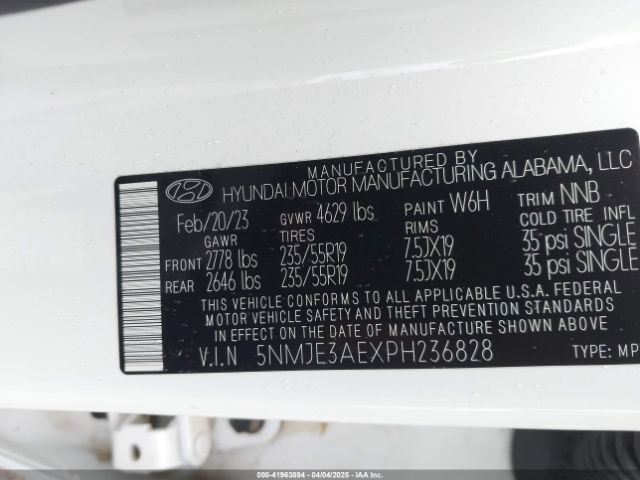 MANUFACTURED BY
HYUNDAI MOTOR MANUFACTURING ALABAMA, LLC
Feb/20/23 GVWR 4629 lbs PAINT W6H TRIM NNB
GAWR TIRES RIMS COLD TIRE INFL
FRONT 2778 lbs 235/55R19 7.5JX19 35 psi SINGLE
REAR 2646 lbs 235/55R19 7.5JX19 35 psi SINGLE
THIS VEHICLE CONFORMS TO ALL APPLICABLE U.S.A. FEDERAL
MOTOR VEHICLE SAFETY AND THEFT PREVENTION STANDARDS
IN EFFECT ON THE DATE OF MANUFACTURE SHOWN ABOVE.
V.I.N 5NMJE3AEXPH236828 TYPE: MP
000-41963894 - 04/04/2025 - IAAI.COM